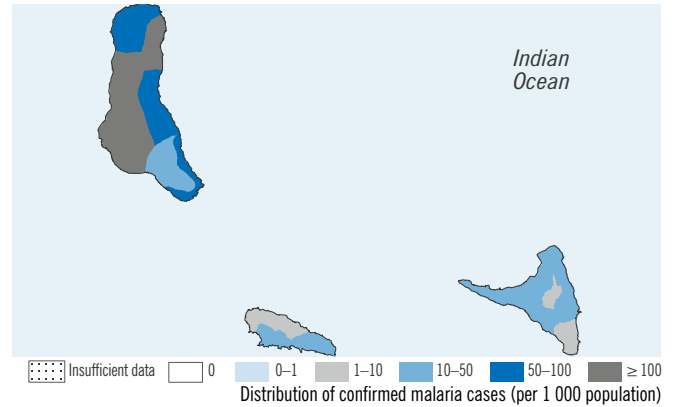 Indian
Ocean
Insufficient data 0 0–1 1–10 10–50 50–100 ≥ 100
Distribution of confirmed malaria cases (per 1 000 population)